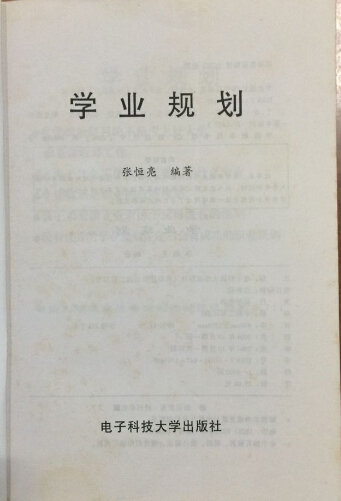 学业规划
张恒亮 编著
电子科技大学出版社